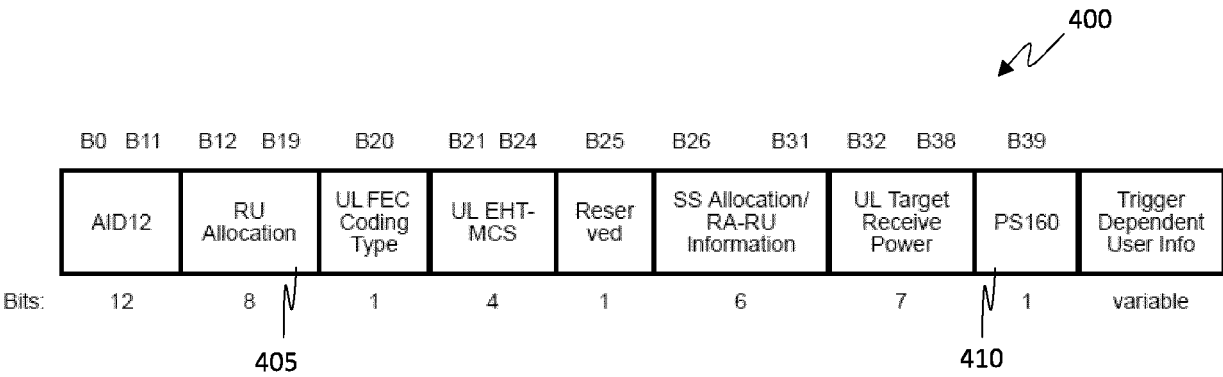 400
B0 B11 B12 B19 B20 B21 B24 B25 B26 B31 B32 B38 B39
AID12
RU
Allocation
UL FEC
Coding
Type
UL EHT-
MCS
Reser
ved
SS Allocation/
RA-RU
Information
UL Target
Receive
Power
PS160
Trigger
Dependent
User Info
Bits: 12 8 1 4 1 6 7 1 variable
405
410